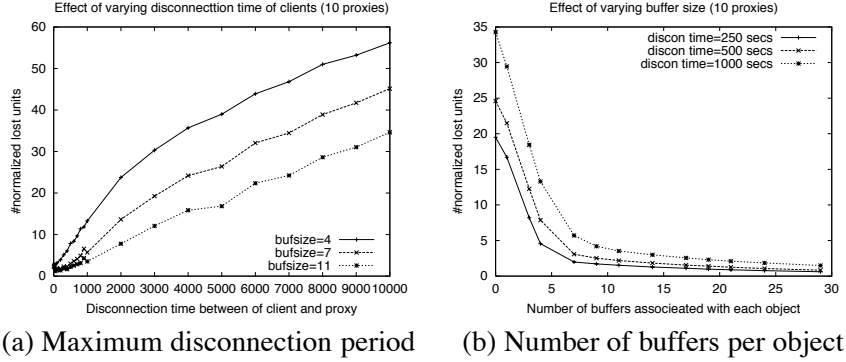 Effect of varying disconnecttion time of clients (10 proxies)
60
50
40
30
20
10
0
#normalized lost units
bufsize=4
bufsize=7
bufsize=11
0 1000 2000 3000 4000 5000 6000 7000 8000 9000 10000
Disconnection time between of client and proxy
(a) Maximum disconnection period
Effect of varying buffer size (10 proxies)
35
30
25
20
15
10
5
0
#normalized lost units
discon time=250 secs
discon time=500 secs
discon time=1000 secs
0 5 10 15 20 25 30
Number of buffers associeated with each object
(b) Number of buffers per object